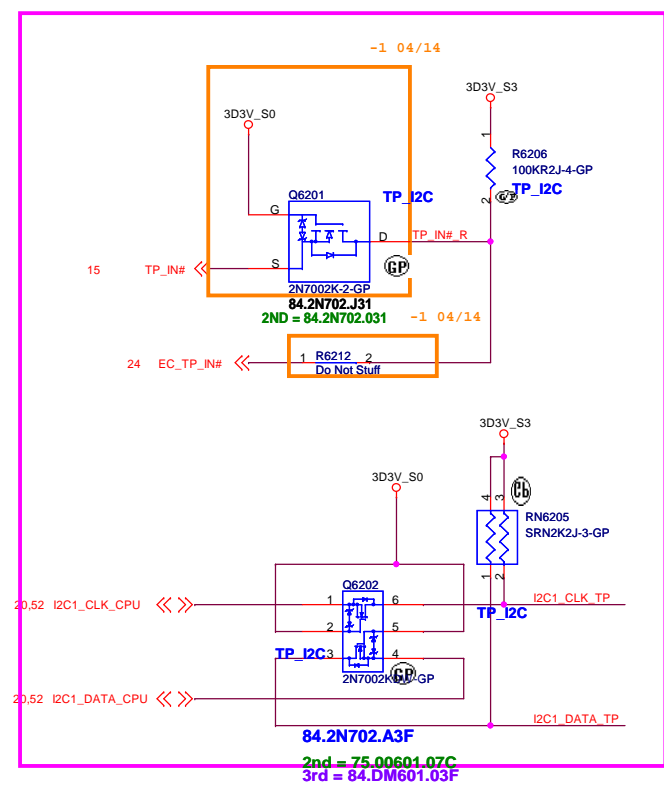 -1 04/14
3D3V_S3
3D3V_S0
1
R6206
100KR2J-4-GP
TP_I2C
2
Q6201
TP_I2C
G
D
TP_IN#_R
S
GP
15 TP_IN#
2N7002K-2-GP
84.2N702.J31
2ND = 84.2N702.031
-1 04/14
24 EC_TP_IN#
1 R6212 2
Do Not Stuff
3D3V_S3
3D3V_S0
4 3
RN6205
SRN2K2J-3-GP
1 2
TP_I2C
Q6202
20,52 I2C1_CLK_CPU
1 6
I2C1_CLK_TP
2 5
TP_I2C
3 4
GP
20,52 I2C1_DATA_CPU
I2C1_DATA_TP
84.2N702.A3F
2nd = 75.00601.07C
3rd = 84.DM601.03F